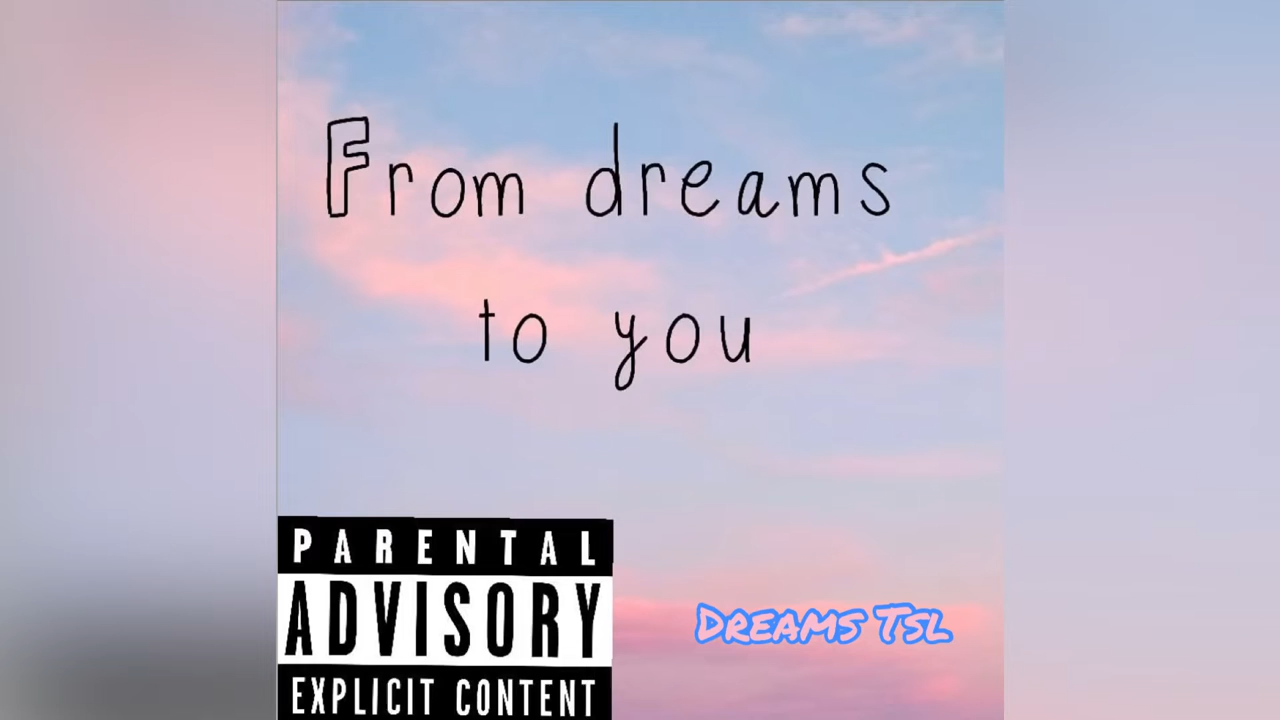 From dreams
to you
PARENTAL
ADVISORY
EXPLICIT CONTENT
DREAMS TSL